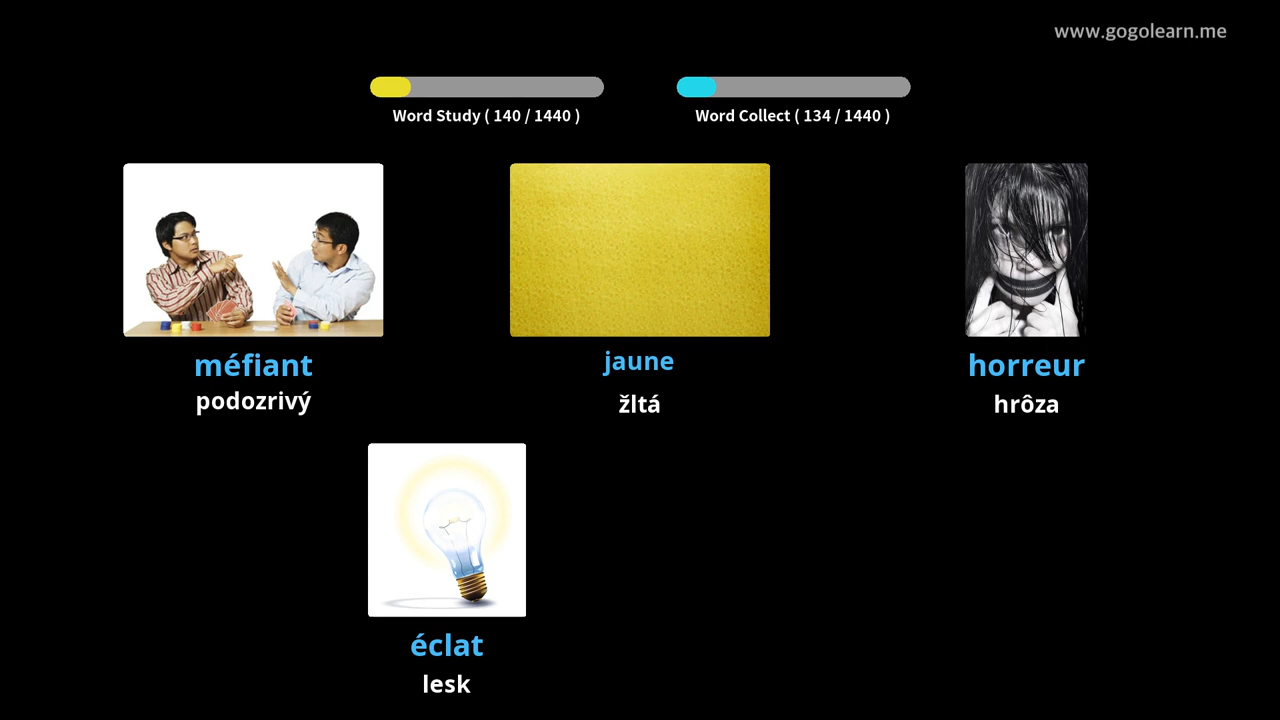 www.gogolearn.me
Word Study ( 140 / 1440 )
Word Collect ( 134 / 1440 )
méfiant
podozrivý
jaune
žltá
horreur
hrôza
éclat
lesk